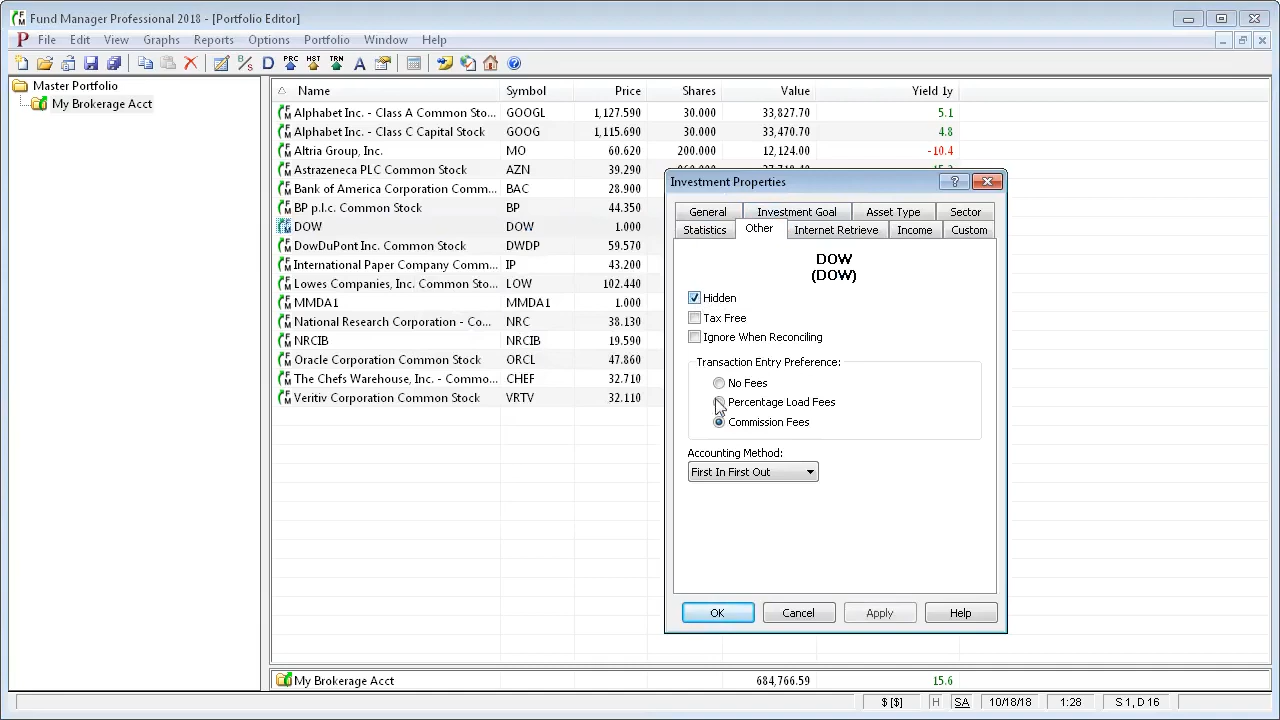 Fund Manager Professional 2018 - [Portfolio Editor]
File Edit View Graphs Reports Options Portfolio Window Help
Master Portfolio
My Brokerage Acct
Name Symbol Price Shares Value Yield 1y
Alphabet Inc. - Class A Common Sto... GOOGL 1,127.590 30.000 33,827.70 5.1
Alphabet Inc. - Class C Capital Stock GOOG 1,115.690 30.000 33,470.70 4.8
Altria Group, Inc. MO 60.620 200.000 12,124.00 -10.4
Astrazeneca PLC Common Stock AZN 39.290
Bank of America Corporation Comm... BAC 28.900
BP p.l.c. Common Stock BP 44.350
DOW DOW 1.000
DowDuPont Inc. Common Stock DWDP 59.570
International Paper Company Comm... IP 43.200
Lowes Companies, Inc. Common Sto... LOW 102.440
MMDA1 MMDA1 1.000
National Research Corporation - Co... NRC 38.130
NRCIB NRCIB 19.590
Oracle Corporation Common Stock ORCL 47.860
The Chefs Warehouse, Inc. - Commo... CHEF 32.710
Veritiv Corporation Common Stock VRTV 32.110
Investment Properties
General Investment Goal Asset Type Sector
Statistics Other Internet Retrieve Income Custom
DOW
(DOW)
Hidden
Tax Free
Ignore When Reconciling
Transaction Entry Preference:
No Fees
Percentage Load Fees
Commission Fees
Accounting Method:
First In First Out
OK Cancel Apply Help
My Brokerage Acct 684,766.59 15.6
$ [$] H SA 10/18/18 1:28 S 1, D 16